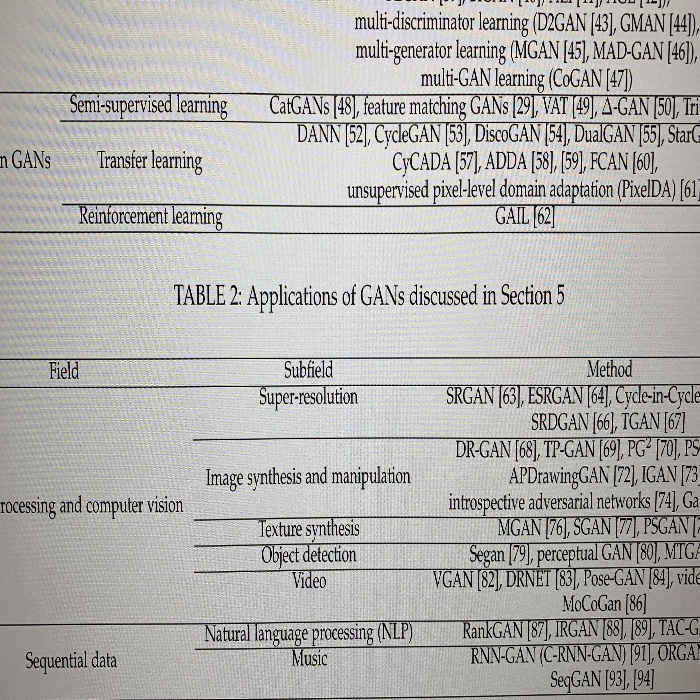 multi-discriminator learning (D2GAN [43], GMAN [44]),
multi-generator learning (MGAN [45], MAD-GAN [46]),
multi-GAN learning (CoGAN [47])
Semi-supervised learning CatGANs [48], feature matching GANs [29], VAT [49], Δ-GAN [50], Tri
DANN [52], CycleGAN [53], DiscoGAN [54], DualGAN [55], StarG
n GANs Transfer learning CyCADA [57], ADDA [58], [59], FCAN [60],
unsupervised pixel-level domain adaptation (PixelDA) [61]
Reinforcement learning GAIL [62]
TABLE 2: Applications of GANs discussed in Section 5
Field Subfield Method
Super-resolution SRGAN [63], ESRGAN [64], Cycle-in-Cycle
SRDGAN [66], TGAN [67]
DR-GAN [68], TP-GAN [69], PG² [70], PS
Image synthesis and manipulation APDrawingGAN [72], IGAN [73
introspective adversarial networks [74], Ga
rocessing and computer vision
Texture synthesis MGAN [76], SGAN [77], PSGAN [7
Object detection Segan [79], perceptual GAN [80], MTGA
Video VGAN [82], DRNET [83], Pose-GAN [84], vide
MoCoGan [86]
Natural language processing (NLP) RankGAN [87], IRGAN [88], [89], TAC-G
Sequential data Music RNN-GAN (C-RNN-GAN) [91], ORGA
SeqGAN [93], [94]